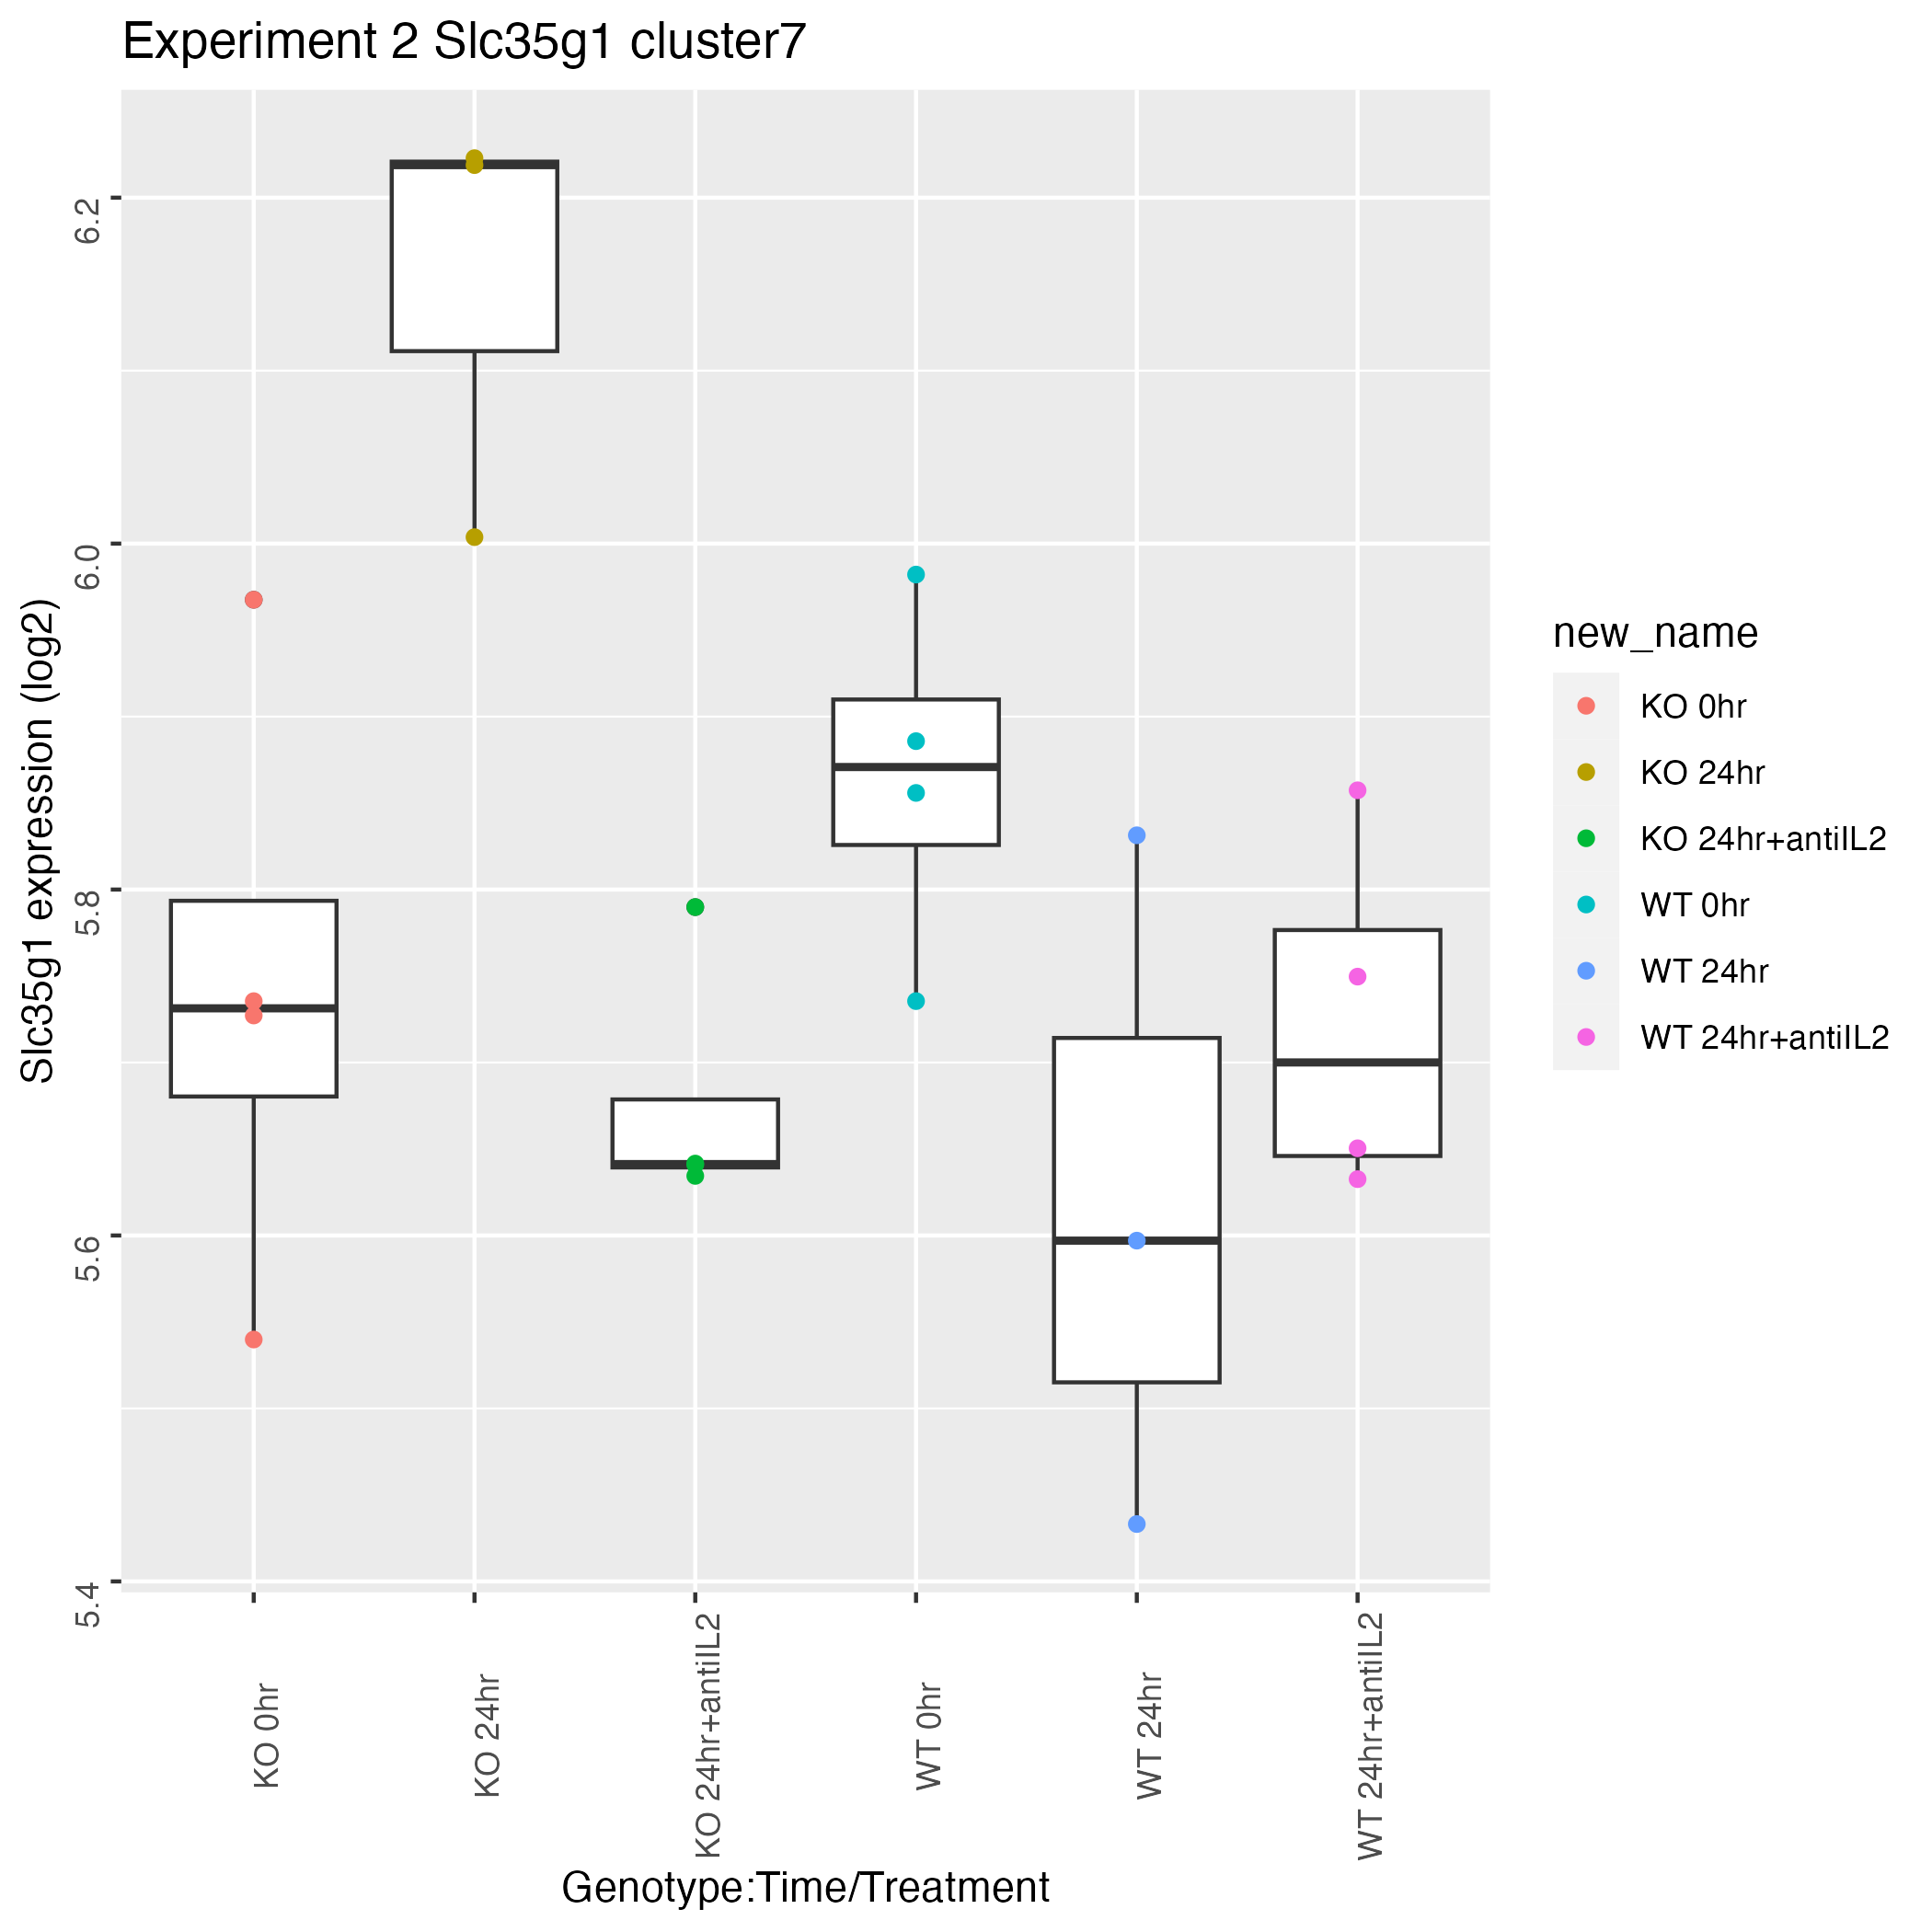 Experiment 2 Slc35g1 cluster7
Slc35g1 expression (log2)
6.2
6.0
5.8
5.6
5.4
KO 0hr
KO 24hr
KO 24hr+antiIL2
WT 0hr
WT 24hr
WT 24hr+antiIL2
Genotype:Time/Treatment
new_name
KO 0hr
KO 24hr
KO 24hr+antiIL2
WT 0hr
WT 24hr
WT 24hr+antiIL2